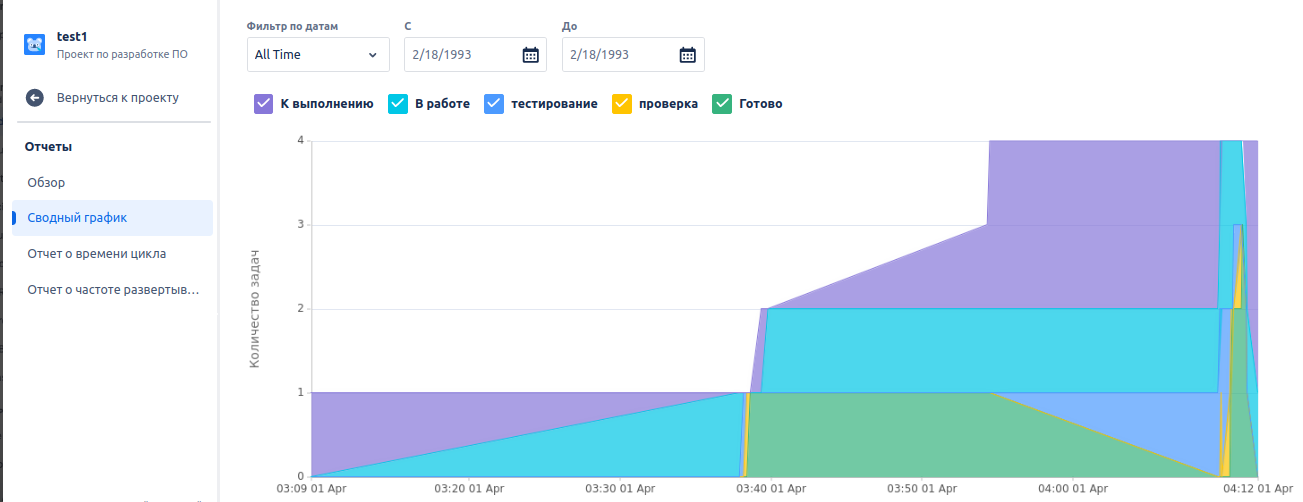 test1
Проект по разработке ПО
Вернуться к проекту
Отчеты
Обзор
Сводный график
Отчет о времени цикла
Отчет о частоте развертыв...
Фильтр по датам
С
До
All Time
2/18/1993
2/18/1993
К выполнению
В работе
тестирование
проверка
Готово
Количество задач
4
3
2
1
0
03:09 01 Apr
03:20 01 Apr
03:30 01 Apr
03:40 01 Apr
03:50 01 Apr
04:00 01 Apr
04:12 01 Apr